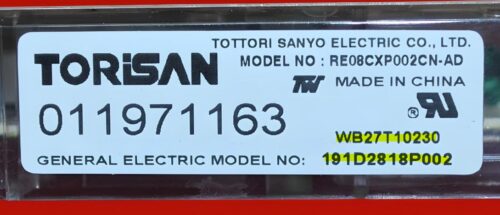 TOTTORI SANYO ELECTRIC CO., LTD.
TORiSAN
MODEL NO : RE08CXP002CN-AD
MADE IN CHINA
011971163
WB27T10230
GENERAL ELECTRIC MODEL NO: 191D2818P002